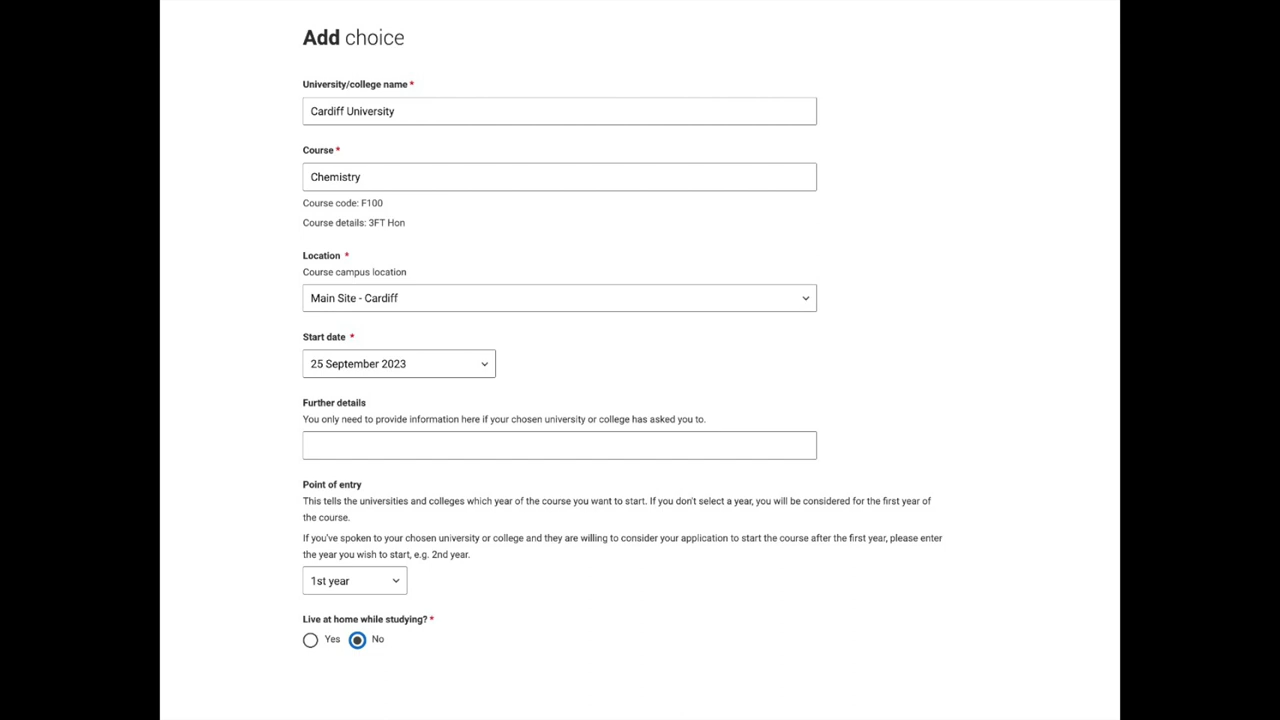 Add choice
University/college name *
Cardiff University
Course *
Chemistry
Course code: F100
Course details: 3FT Hon
Location *
Course campus location
Main Site - Cardiff
Start date *
25 September 2023
Further details
You only need to provide information here if your chosen university or college has asked you to.
Point of entry
This tells the universities and colleges which year of the course you want to start. If you don't select a year, you will be considered for the first year of
the course.
If you've spoken to your chosen university or college and they are willing to consider your application to start the course after the first year, please enter
the year you wish to start, e.g. 2nd year.
1st year
Live at home while studying? *
Yes No